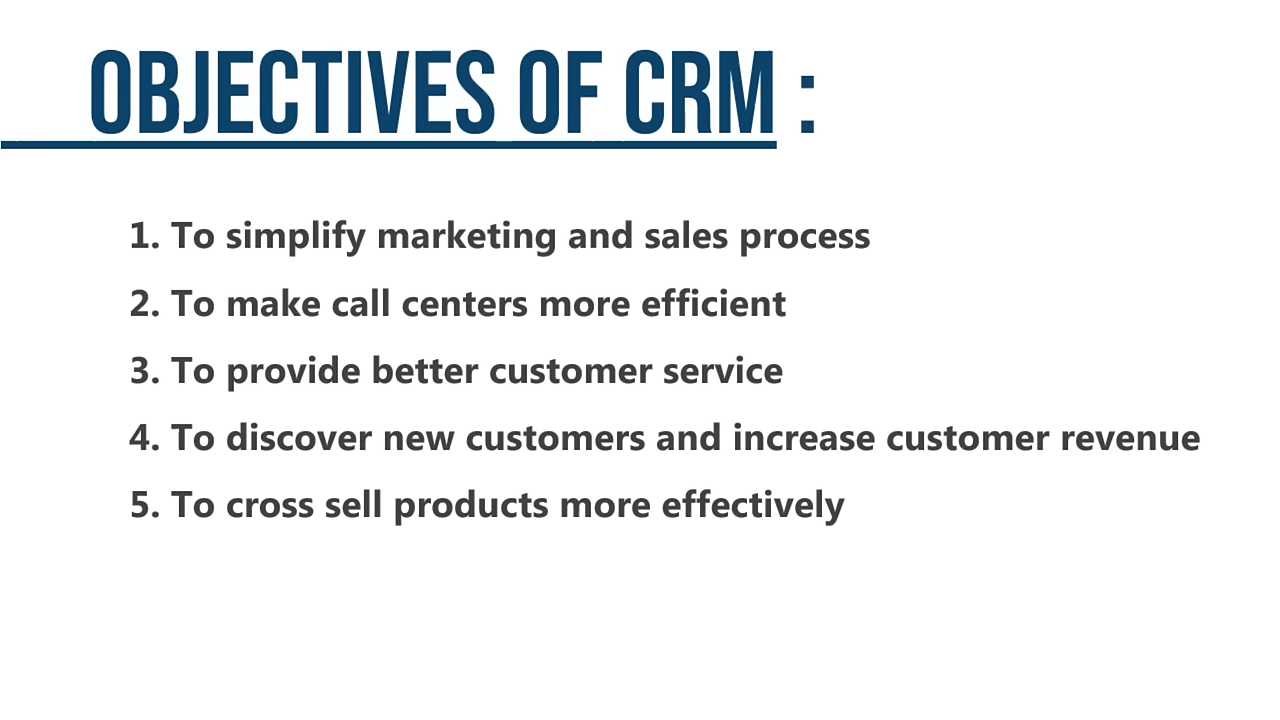 OBJECTIVES OF CRM :
1. To simplify marketing and sales process
2. To make call centers more efficient
3. To provide better customer service
4. To discover new customers and increase customer revenue
5. To cross sell products more effectively